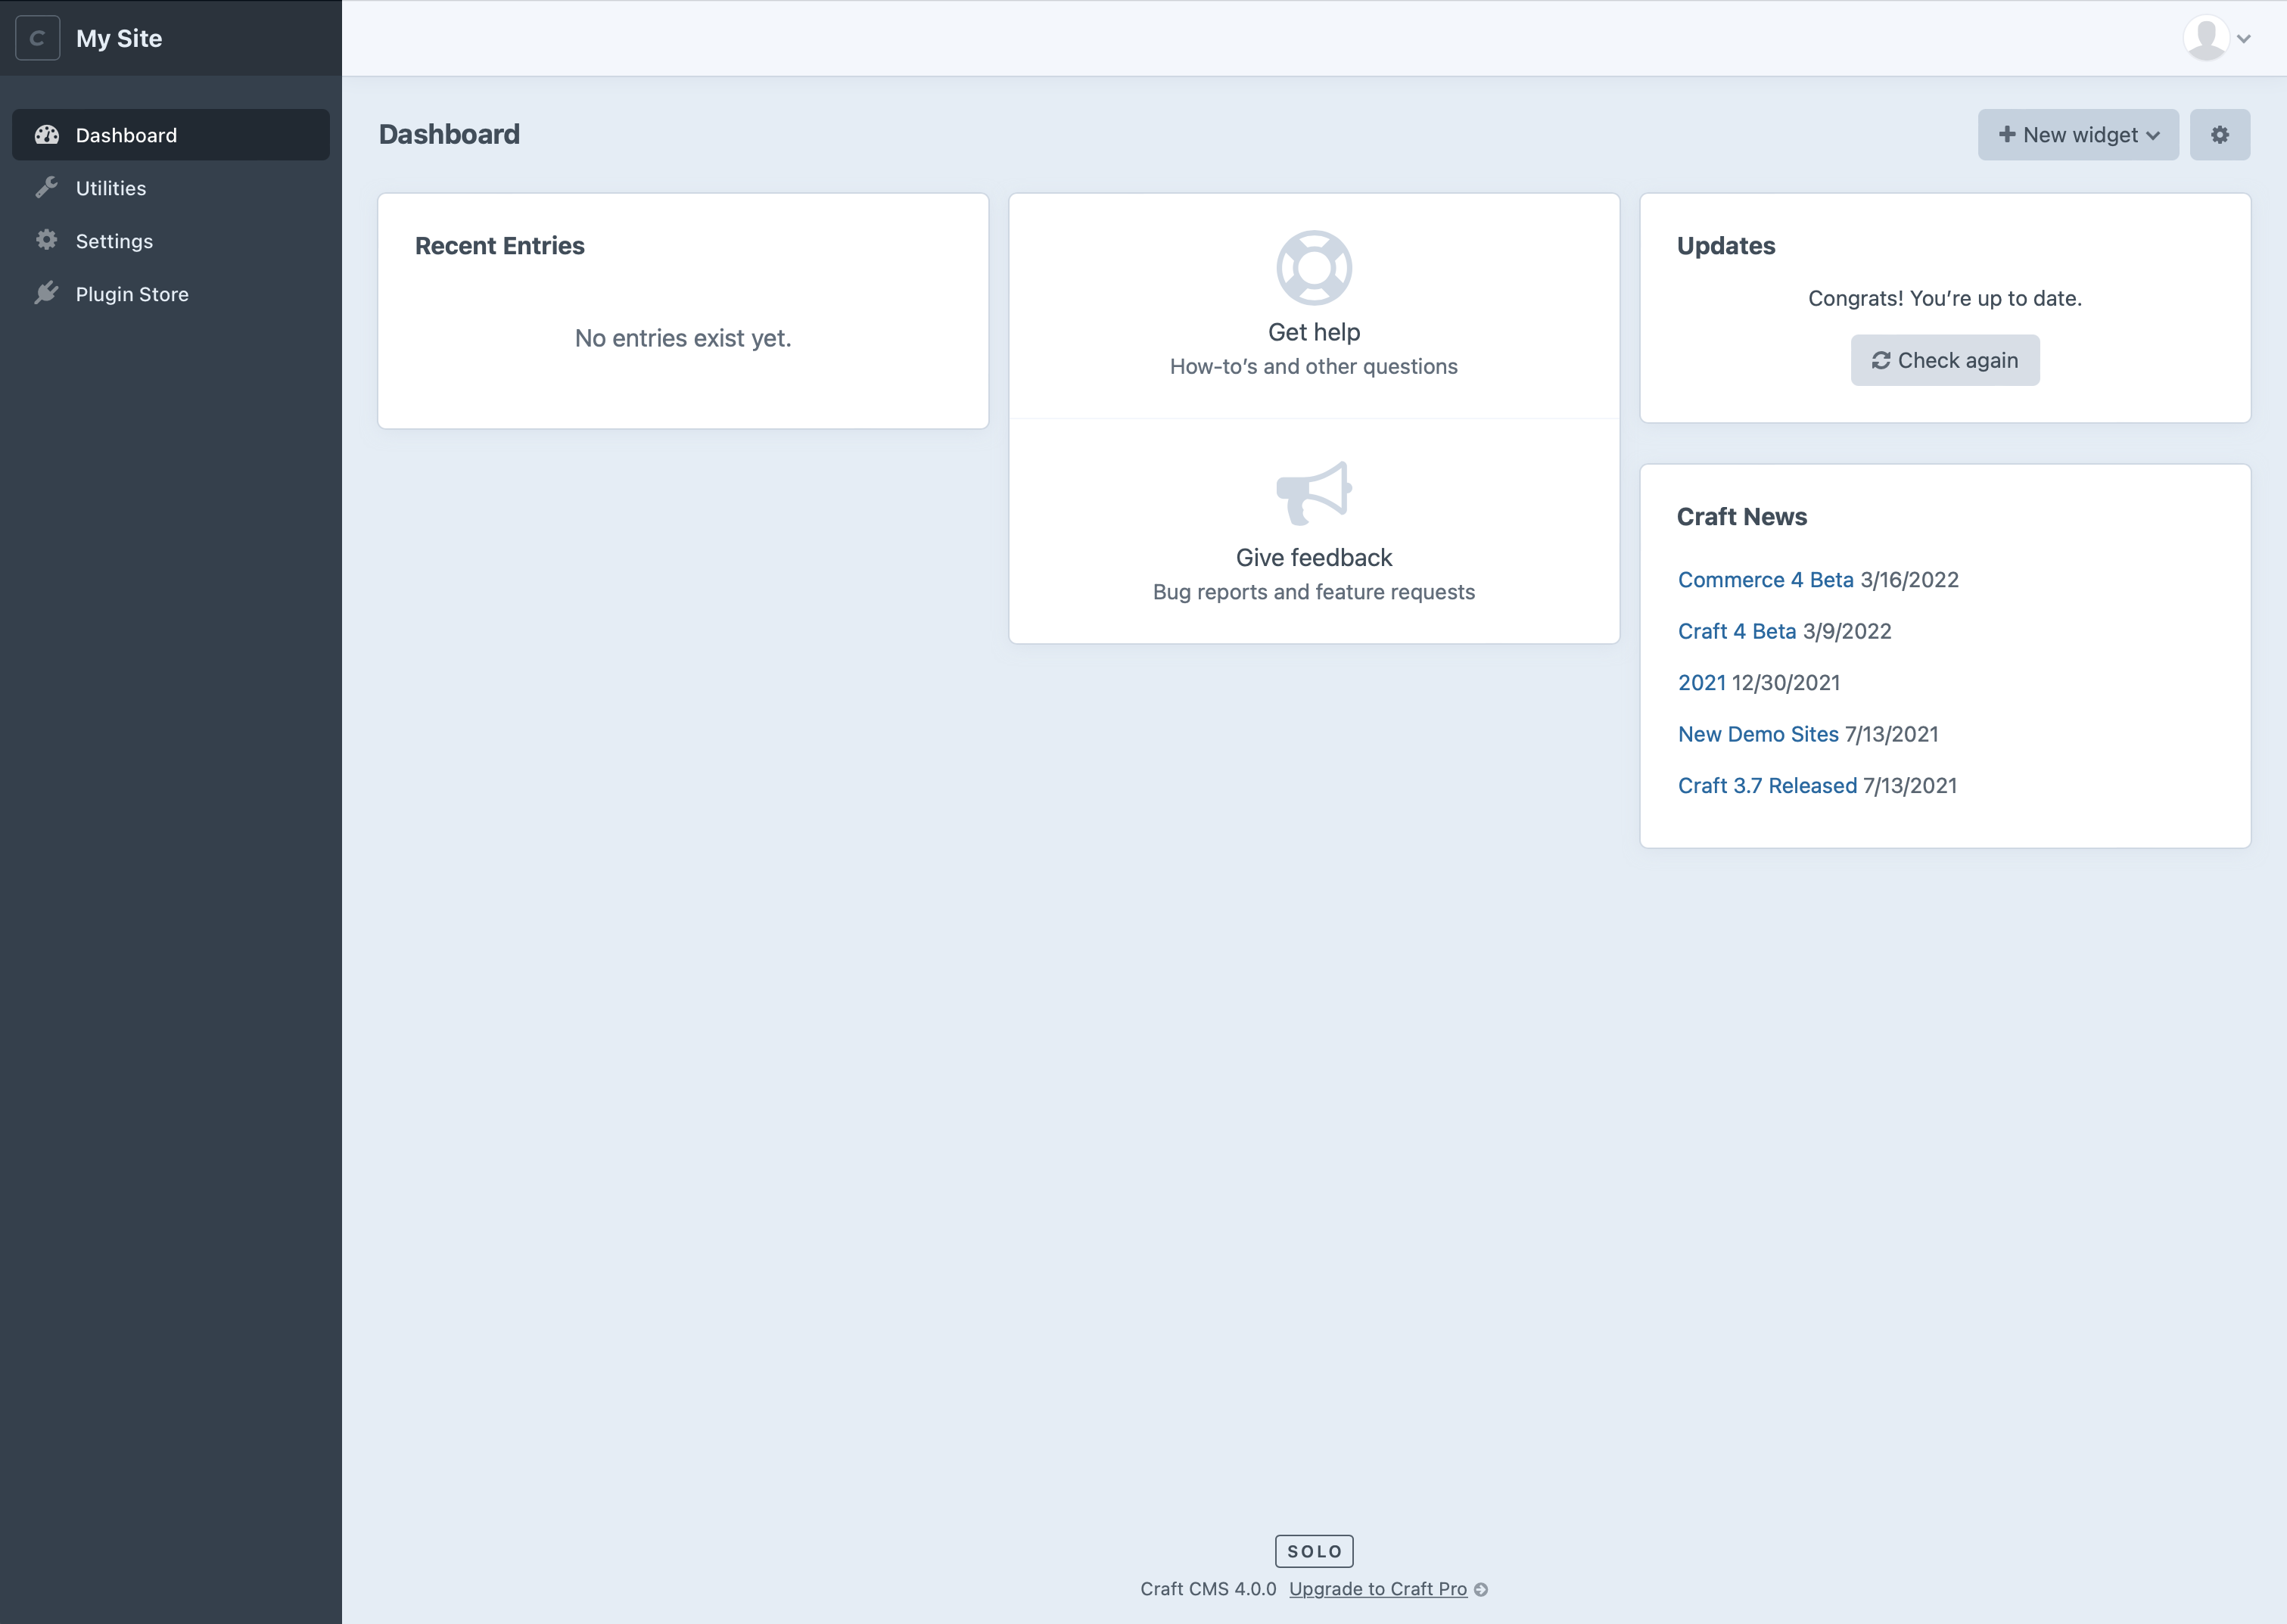 C My Site
Dashboard
Utilities
Settings
Plugin Store
Dashboard
New widget
Recent Entries
No entries exist yet.
Get help
How-to’s and other questions
Give feedback
Bug reports and feature requests
Updates
Congrats! You’re up to date.
Check again
Craft News
Commerce 4 Beta 3/16/2022
Craft 4 Beta 3/9/2022
2021 12/30/2021
New Demo Sites 7/13/2021
Craft 3.7 Released 7/13/2021
SOLO
Craft CMS 4.0.0 Upgrade to Craft Pro